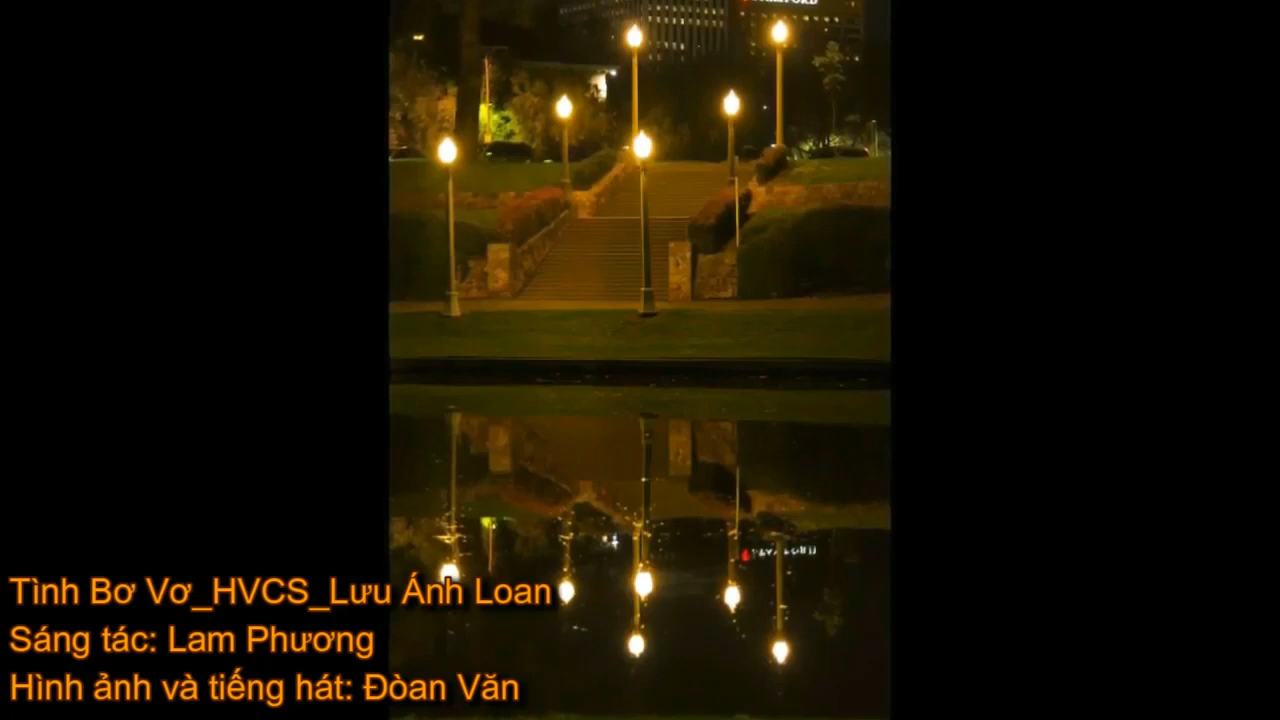 Tình Bơ Vơ_HVCS_Lưu Ánh Loan
Sáng tác: Lam Phương
Hình ảnh và tiếng hát: Đòan Văn